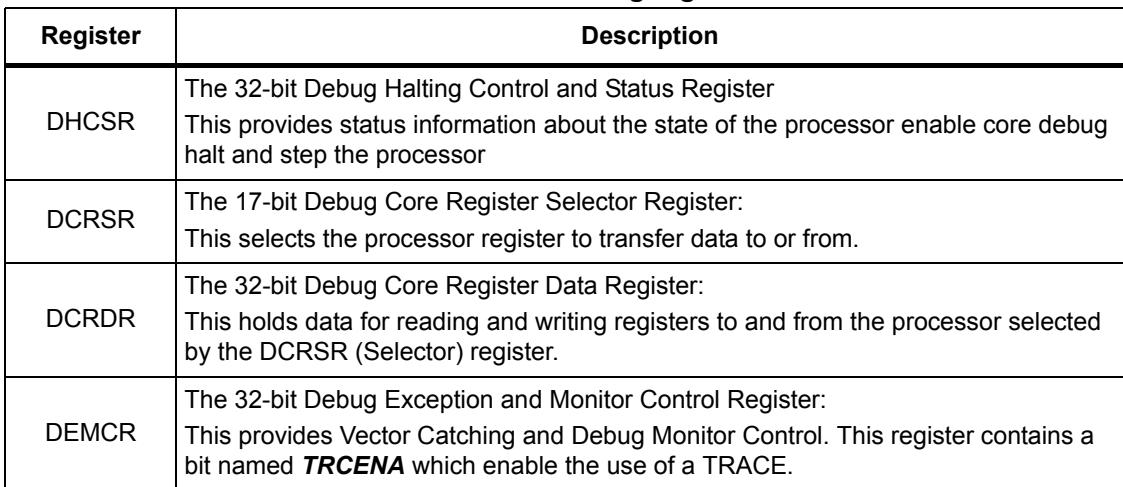 Register Description
DHCSR
The 32-bit Debug Halting Control and Status Register
This provides status information about the state of the processor enable core debug
halt and step the processor
DCRSR
The 17-bit Debug Core Register Selector Register:
This selects the processor register to transfer data to or from.
DCRDR
The 32-bit Debug Core Register Data Register:
This holds data for reading and writing registers to and from the processor selected
by the DCRSR (Selector) register.
DEMCR
The 32-bit Debug Exception and Monitor Control Register:
This provides Vector Catching and Debug Monitor Control. This register contains a
bit named TRCENA which enable the use of a TRACE.